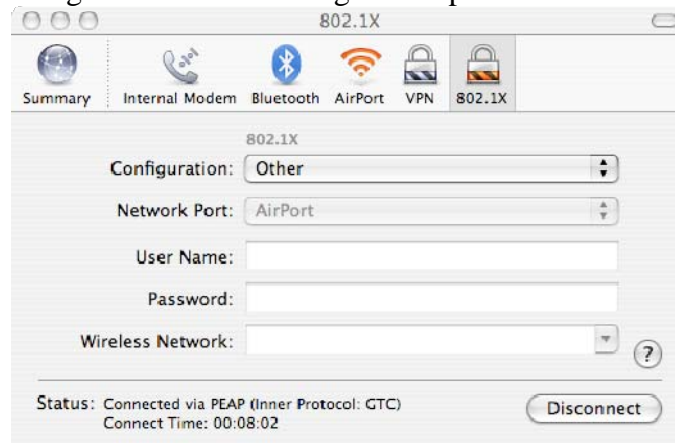 802.1X
Summary Internal Modem Bluetooth AirPort VPN 802.1X
802.1X
Configuration: Other
Network Port: AirPort
User Name:
Password:
Wireless Network:
?
Status: Connected via PEAP (Inner Protocol: GTC)
Connect Time: 00:08:02
Disconnect